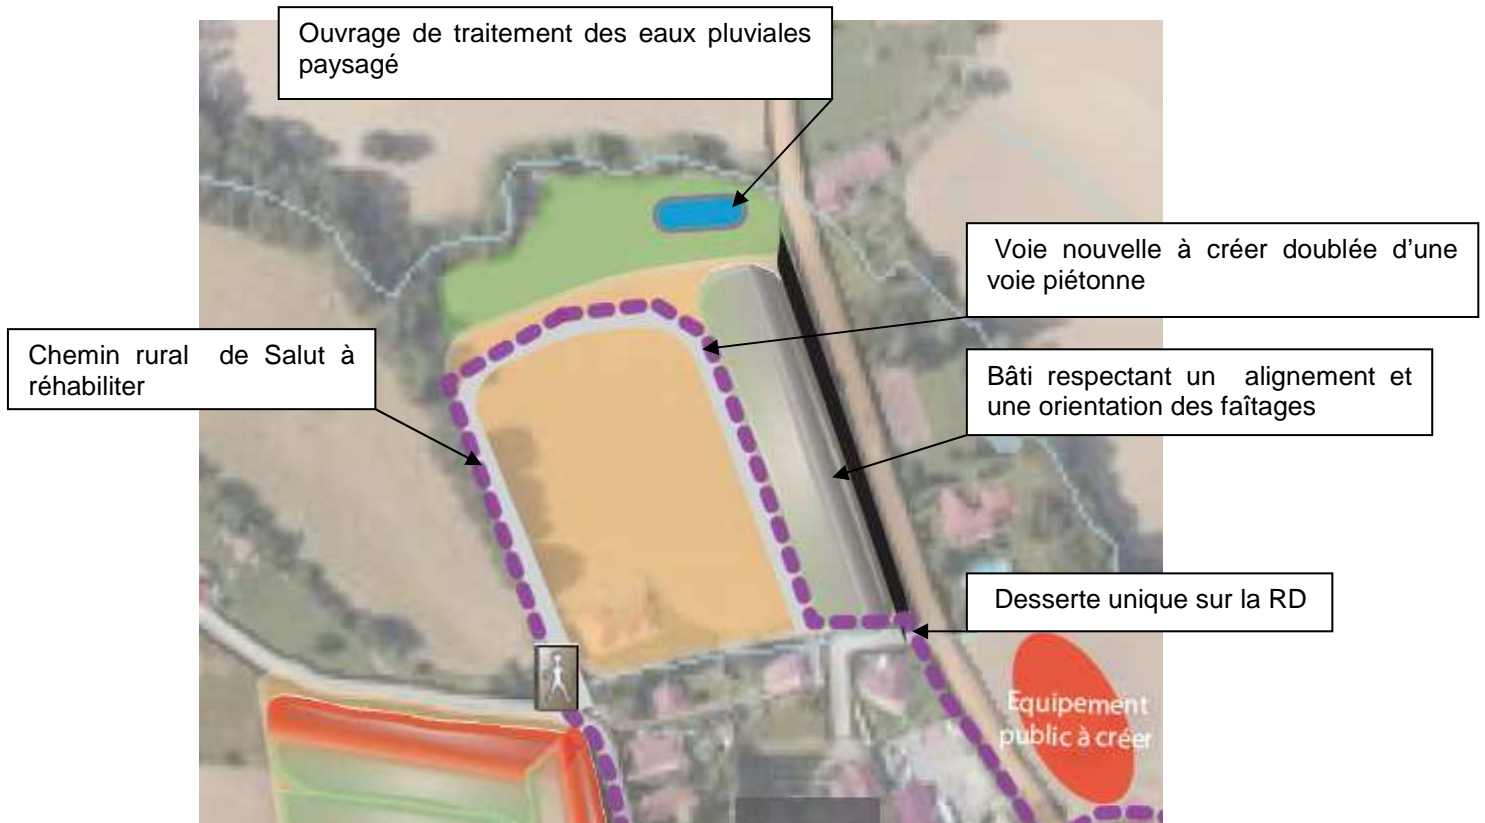 Ouvrage de traitement des eaux pluviales
paysagé
Voie nouvelle à créer doublée d’une
voie piétonne
Chemin rural de Salut à
réhabiliter
Bâti respectant un alignement et
une orientation des faîtages
Desserte unique sur la RD
Equipement
public à créer